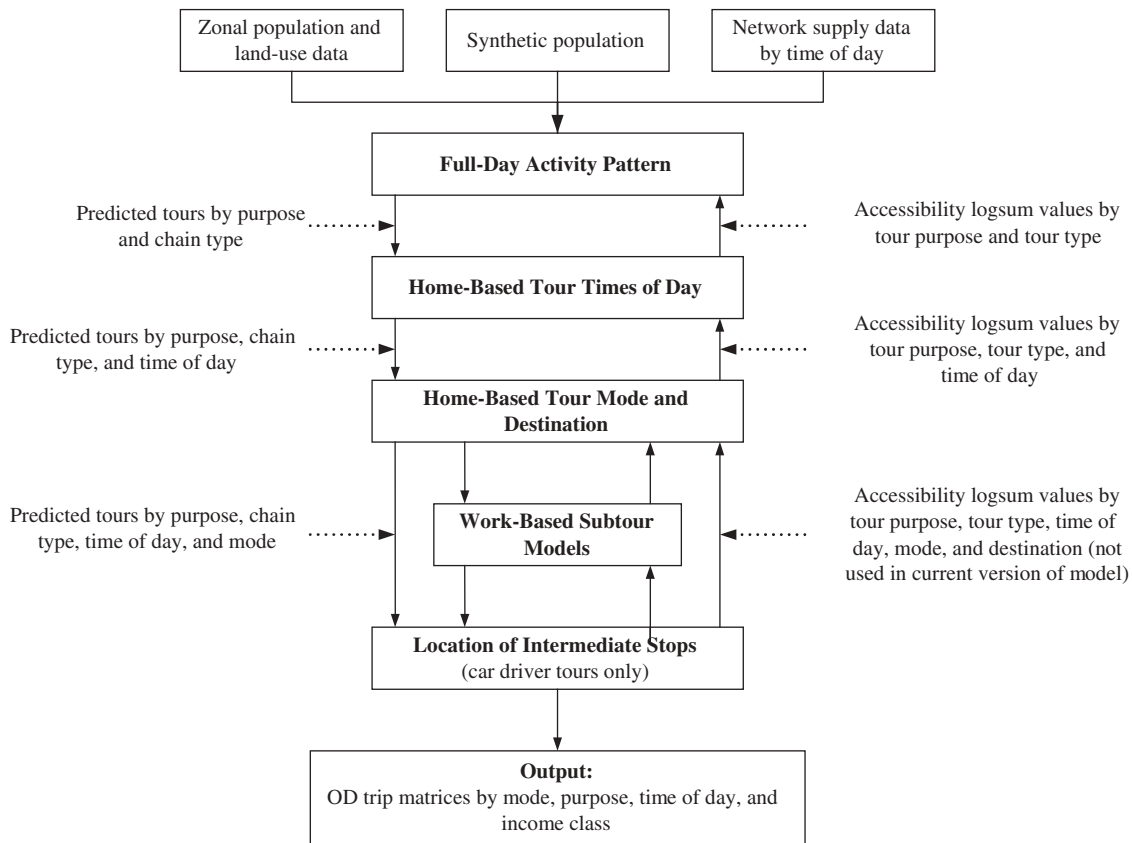 Zonal population and
land-use data
Synthetic population
Network supply data
by time of day
Full-Day Activity Pattern
Predicted tours by purpose
and chain type
Accessibility logsum values by
tour purpose and tour type
Home-Based Tour Times of Day
Predicted tours by purpose, chain
type, and time of day
Accessibility logsum values by
tour purpose, tour type, and
time of day
Home-Based Tour Mode and
Destination
Predicted tours by purpose, chain
type, time of day, and mode
Work-Based Subtour
Models
Accessibility logsum values by
tour purpose, tour type, time of
day, mode, and destination (not
used in current version of model)
Location of Intermediate Stops
(car driver tours only)
Output:
OD trip matrices by mode, purpose, time of day, and
income class